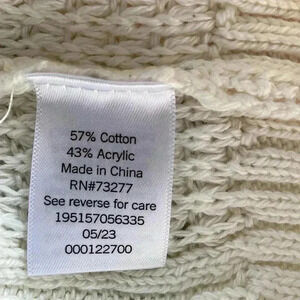 57% Cotton
43% Acrylic
Made in China
RN#73277
See reverse for care
195157056335
05/23
000122700